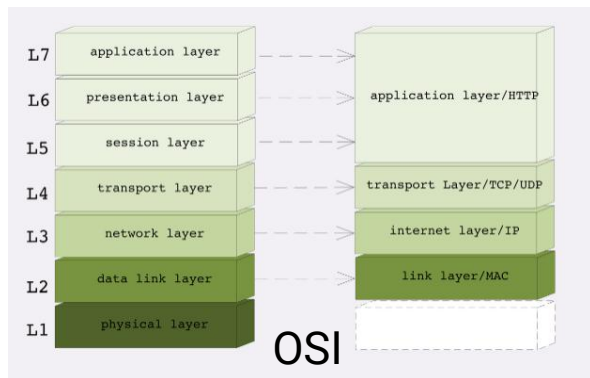 L7 application layer
L6 presentation layer
application layer/HTTP
L5 session layer
L4 transport layer
transport Layer/TCP/UDP
L3 network layer
internet layer/IP
L2 data link layer
link layer/MAC
L1 physical layer
OSI